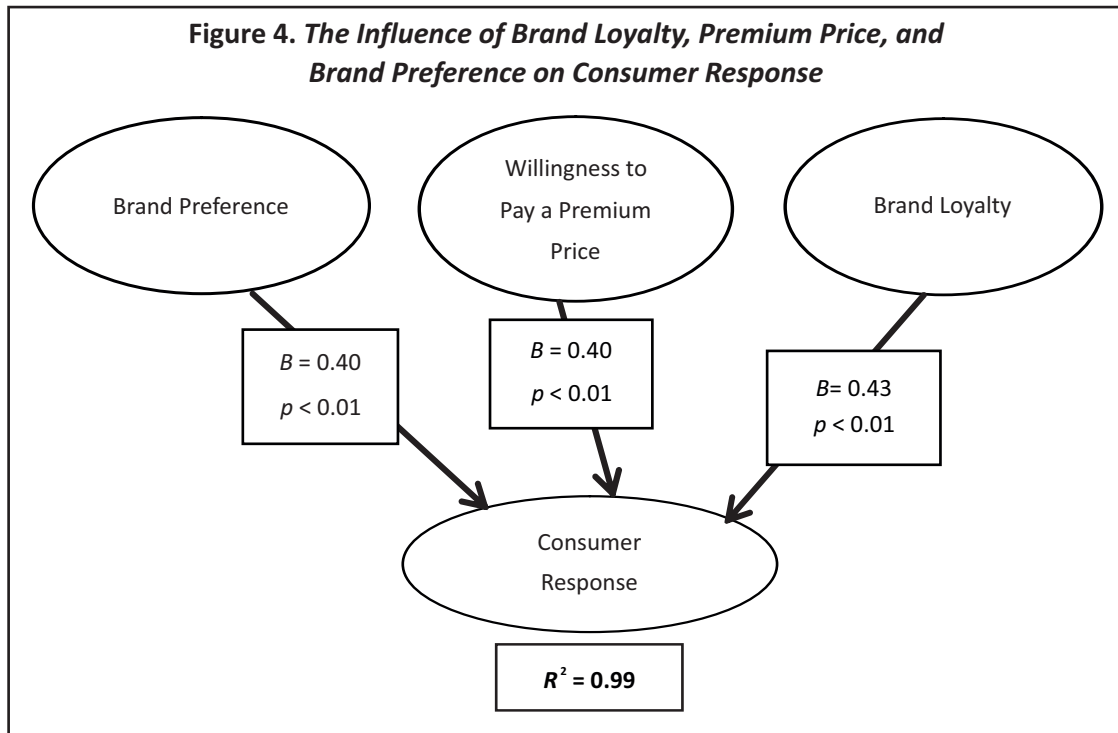 Figure 4. The Influence of Brand Loyalty, Premium Price, and
Brand Preference on Consumer Response
Brand Preference
Willingness to
Pay a Premium
Price
Brand Loyalty
B = 0.40
p < 0.01
B = 0.40
p < 0.01
B= 0.43
p < 0.01
Consumer
Response
R² = 0.99